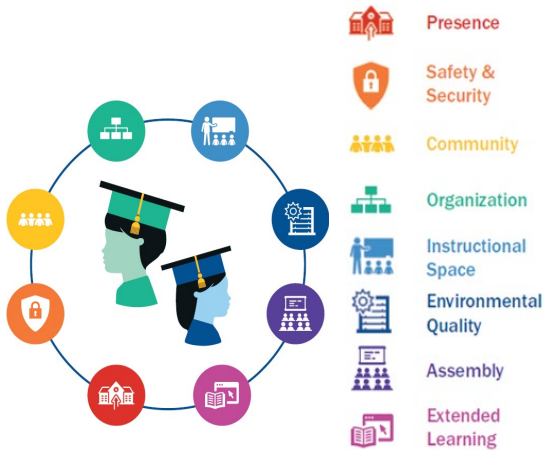 Presence
Safety &
Security
Community
Organization
Instructional
Space
Environmental
Quality
Assembly
Extended
Learning